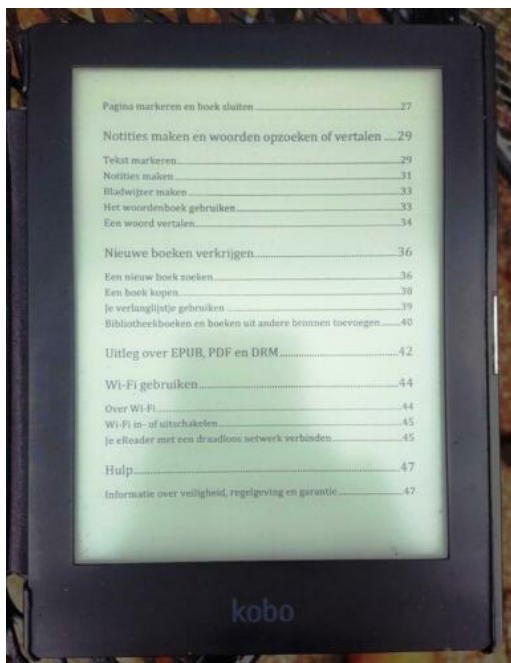 Pagina markeren en boek sluiten 27
Notities maken en woorden opzoeken of vertalen 29
Tekst markeren 29
Notities maken 31
Bladwijzer maken 33
Het woordenboek gebruiken 33
Een woord vertalen 34
Nieuwe boeken verkrijgen 36
Een nieuw boek zoeken 36
Een boek kopen 38
Je verlanglijstje gebruiken 39
Bibliotheekboeken en boeken uit andere bronnen toevoegen 40
Uitleg over EPUB, PDF en DRM 42
Wi-Fi gebruiken 44
Over Wi-Fi 44
Wi-Fi in- of uitschakelen 45
Je eReader met een draadloos netwerk verbinden 45
Hulp 47
Informatie over veiligheid, regelgeving en garantie 47
kobo